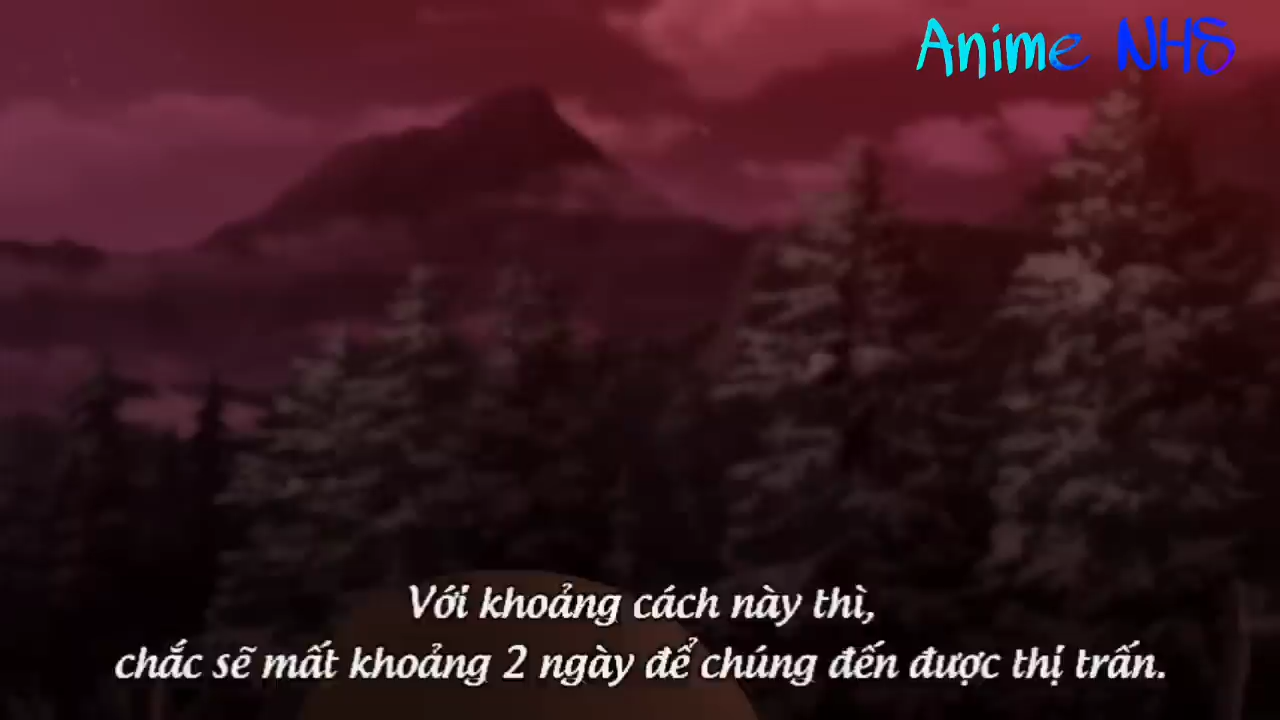 Anime NHS
Với khoảng cách này thì,
chắc sẽ mất khoảng 2 ngày để chúng đến được thị trấn.